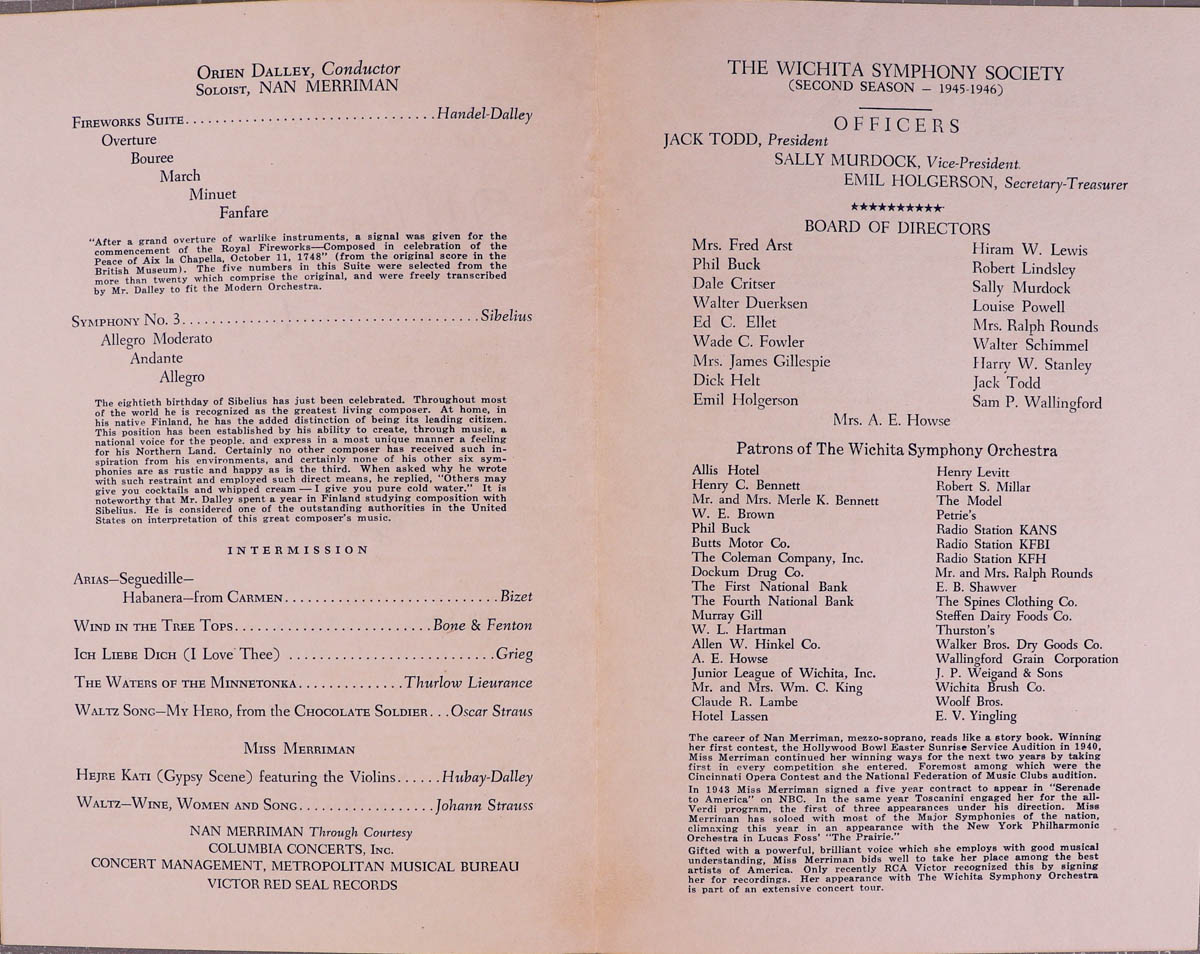 ORIEN DALLEY, Conductor
SOLOIST, NAN MERRIMAN
FIREWORKS SUITE..................................Handel-Dalley
Overture
Bouree
March
Minuet
Fanfare
"After a grand overture of warlike instruments, a signal was given for the
commencement of the Royal Fireworks—Composed in celebration of the
Peace of Aix la Chapella, October 11, 1748" (from the original score in the
British Museum). The five numbers in this Suite were selected from the
more than twenty which comprise the original, and were freely transcribed
by Mr. Dalley to fit the Modern Orchestra.
SYMPHONY NO. 3........................................Sibelius
Allegro Moderato
Andante
Allegro
The eightieth birthday of Sibelius has just been celebrated. Throughout most
of the world he is recognized as the greatest living composer. At home, in
his native Finland, he has the added distinction of being its leading citizen.
This position has been established by his ability to create, through music, a
national voice for the people, and express in a most unique manner a feeling
for his Northern Land. Certainly no other composer has received such in-
spiration from his environments, and certainly none of his other six sym-
phonies are as rustic and happy as is the third. When asked why he wrote
with such restraint and employed such direct means, he replied, "Others may
give you cocktails and whipped cream — I give you pure cold water." It is
noteworthy that Mr. Dalley spent a year in Finland studying composition with
Sibelius. He is considered one of the outstanding authorities in the United
States on interpretation of this great composer's music.
INTERMISSION
ARIAS—Seguedille—
Habanera—from CARMEN.............................Bizet
WIND IN THE TREE TOPS..........................Bone & Fenton
ICH LIEBE DICH (I Love Thee) ............................Grieg
THE WATERS OF THE MINNETONKA..............Thurlow Lieurance
WALTZ SONG—MY HERO, from the CHOCOLATE SOLDIER...Oscar Straus
MISS MERRIMAN
HEJRE KATI (Gypsy Scene) featuring the Violins......Hubay-Dalley
WALTZ—WINE, WOMEN AND SONG..................Johann Strauss
NAN MERRIMAN Through Courtesy
COLUMBIA CONCERTS, INC.
CONCERT MANAGEMENT, METROPOLITAN MUSICAL BUREAU
VICTOR RED SEAL RECORDS
THE WICHITA SYMPHONY SOCIETY
(SECOND SEASON – 1945-1946)
OFFICERS
JACK TODD, President
SALLY MURDOCK, Vice-President.
EMIL HOLGERSON, Secretary-Treasurer
★★★★★★★★★★
BOARD OF DIRECTORS
Mrs. Fred Arst
Phil Buck
Dale Critser
Walter Duerksen
Ed C. Ellet
Wade C. Fowler
Mrs. James Gillespie
Dick Helt
Emil Holgerson
Hiram W. Lewis
Robert Lindsley
Sally Murdock
Louise Powell
Mrs. Ralph Rounds
Walter Schimmel
Harry W. Stanley
Jack Todd
Sam P. Wallingford
Mrs. A. E. Howse
Patrons of The Wichita Symphony Orchestra
Allis Hotel
Henry C. Bennett
Mr. and Mrs. Merle K. Bennett
W. E. Brown
Phil Buck
Butts Motor Co.
The Coleman Company, Inc.
Dockum Drug Co.
The First National Bank
The Fourth National Bank
Murray Gill
W. L. Hartman
Allen W. Hinkel Co.
A. E. Howse
Junior League of Wichita, Inc.
Mr. and Mrs. Wm. C. King
Claude R. Lambe
Hotel Lassen
Henry Levitt
Robert S. Millar
The Model
Petrie's
Radio Station KANS
Radio Station KFBI
Radio Station KFH
Mr. and Mrs. Ralph Rounds
E. B. Shawver
The Spines Clothing Co.
Steffen Dairy Foods Co.
Thurston's
Walker Bros. Dry Goods Co.
Wallingford Grain Corporation
J. P. Weigand & Sons
Wichita Brush Co.
Woolf Bros.
E. V. Yingling
The career of Nan Merriman, mezzo-soprano, reads like a story book. Winning
her first contest, the Hollywood Bowl Easter Sunrise Service Audition in 1940,
Miss Merriman continued her winning ways for the next two years by taking
first in every competition she entered. Foremost among which were the
Cincinnati Opera Contest and the National Federation of Music Clubs audition.
In 1943 Miss Merriman signed a five year contract to appear in "Serenade
to America" on NBC. In the same year Toscanini engaged her for the all-
Verdi program, the first of three appearances under his direction. Miss
Merriman has soloed with most of the Major Symphonies of the nation,
climaxing this year in an appearance with the New York Philharmonic
Orchestra in Lucas Foss' "The Prairie."
Gifted with a powerful, brilliant voice which she employs with good musical
understanding, Miss Merriman bids well to take her place among the best
artists of America. Only recently RCA Victor recognized this by signing
her for recordings. Her appearance with The Wichita Symphony Orchestra
is part of an extensive concert tour.